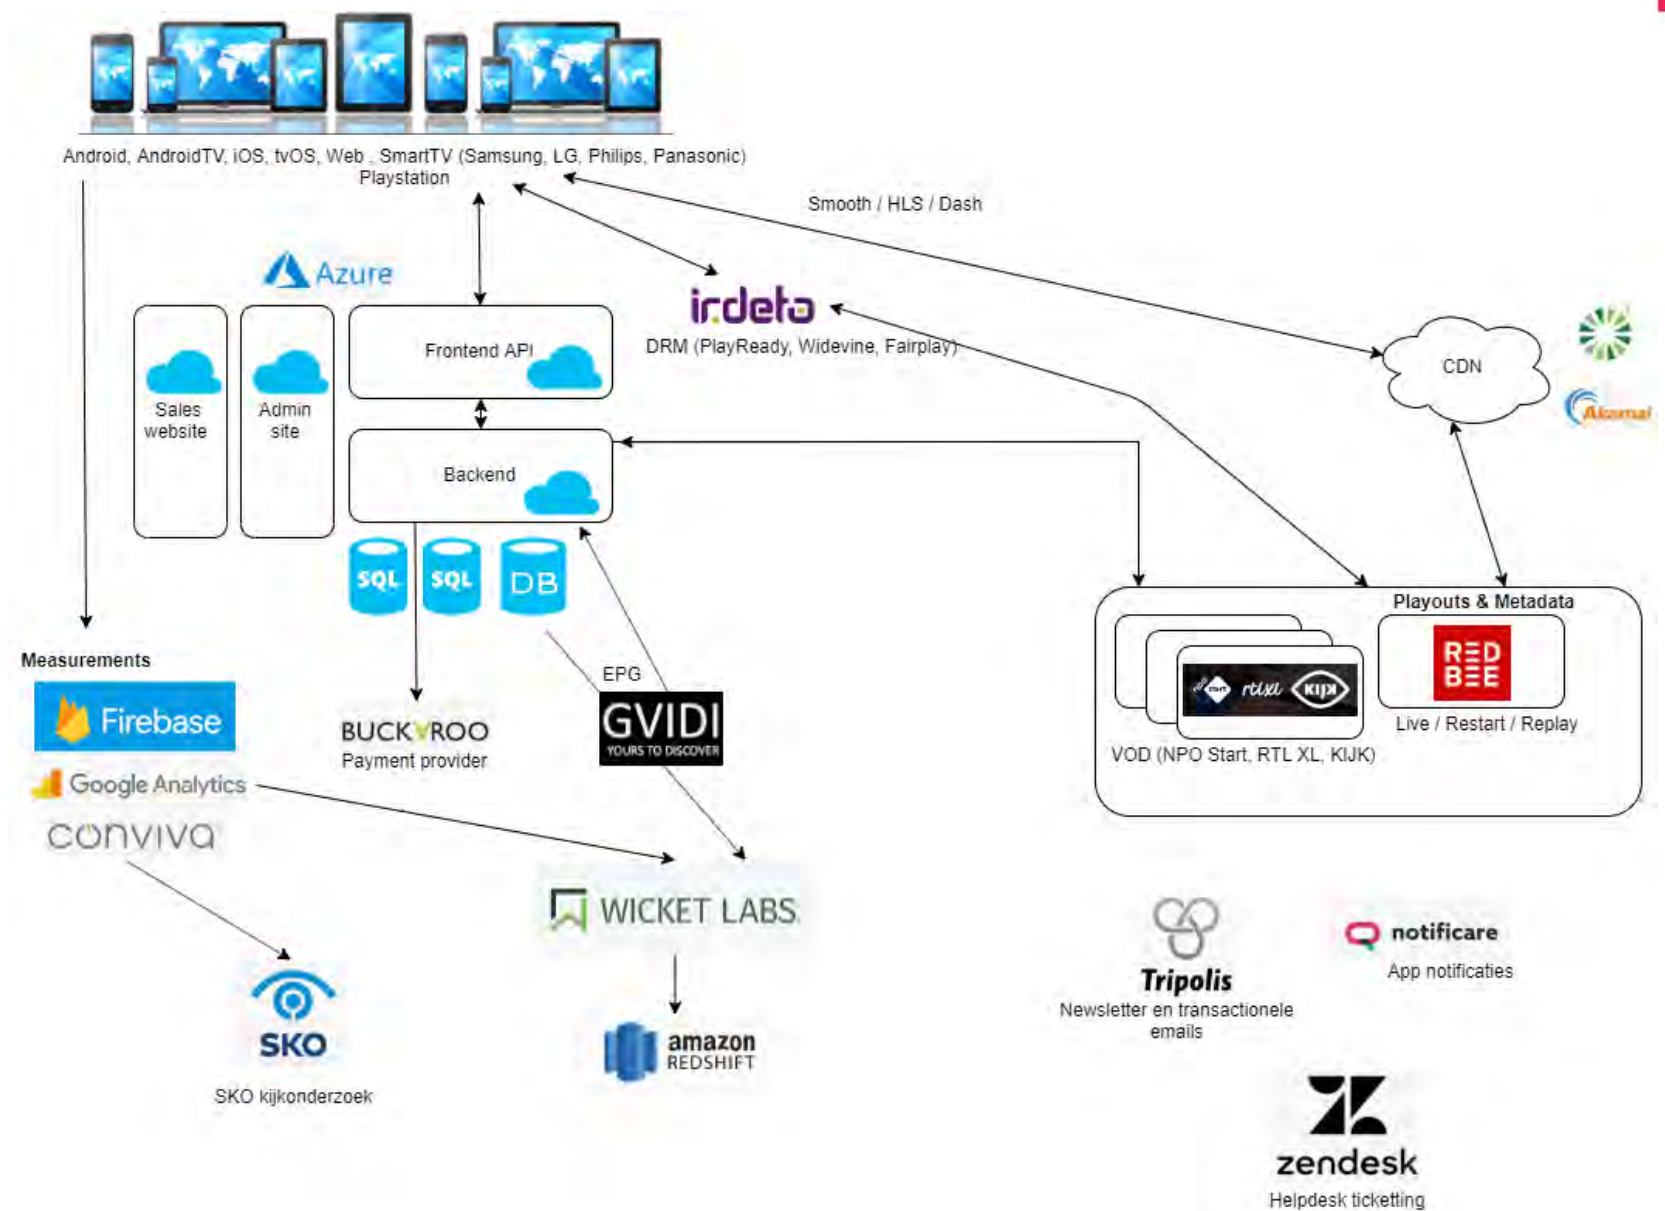 Android, AndroidTV, iOS, tvOS, Web , SmartTV (Samsung, LG, Philips, Panasonic)
Playstation
Smooth / HLS / Dash
Azure
irdeto
DRM (PlayReady, Widevine, Fairplay)
Frontend API
CDN
Akamai
Sales
website
Admin
site
Backend
SQL
SQL
DB
Playouts & Metadata
RED
BEE
Live / Restart / Replay
npo
START
rtlxl
KIJK
VOD (NPO Start, RTL XL, KIJK)
Measurements
Firebase
Google Analytics
CONVIVA
EPG
GVIDI
YOURS TO DISCOVER
BUCKAROO
Payment provider
WICKET LABS
amazon
REDSHIFT
SKO
SKO kijkonderzoek
Tripolis
Newsletter en transactionele
emails
notificare
App notificaties
zendesk
Helpdesk ticketting